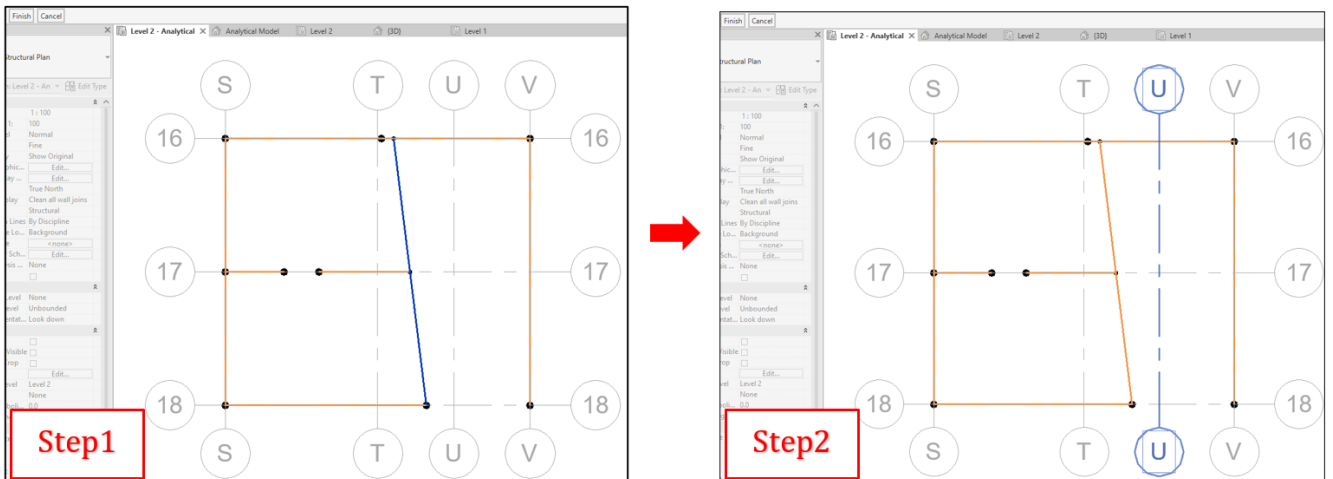 Finish Cancel
Level 2 - Analytical X Analytical Model Level 2 (3D) Level 1
Structural Plan
Level 2 - An Edit Type
1 : 100
100
Normal
Fine
Show Original
Edit...
Edit...
True North
Clean all wall joins
Structural
Lines By Discipline
Background
<none>
Edit...
None
None
Unbounded
Look down
Edit...
Level 2
None
0.0
S T U V
16 16
17 17
18 18
S T U V
Step1
Finish Cancel
Level 2 - Analytical X Analytical Model Level 2 (3D) Level 1
Level 2 - An Edit Type
1 : 100
100
Normal
Fine
Show Original
Edit...
Edit...
True North
Clean all wall joins
Structural
Lines By Discipline
Background
<none>
Edit...
None
None
Unbounded
Look down
Edit...
Level 2
None
0.0
S T U V
16 16
17 17
18 18
S T U V
Step2